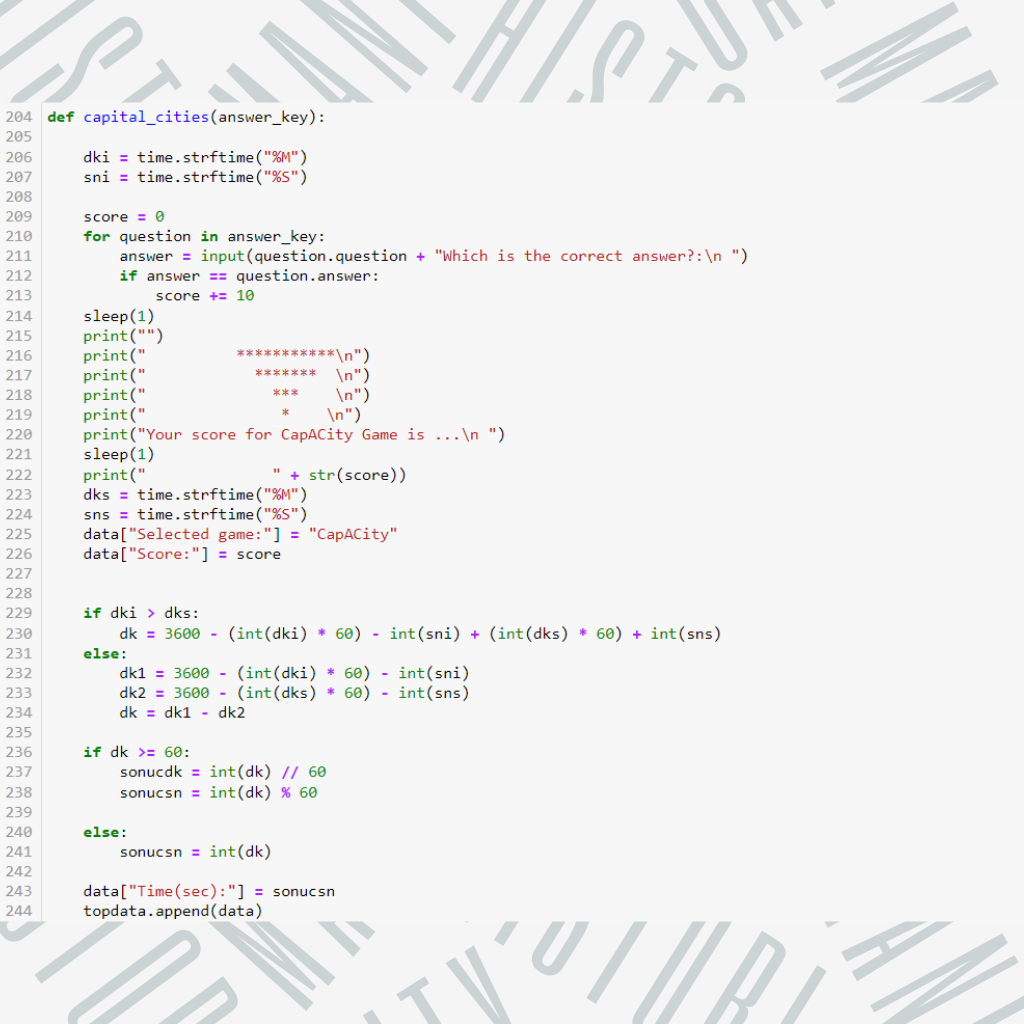 204 def capital_cities(answer_key):
205
206     dki = time.strftime("%M")
207     sni = time.strftime("%S")
208
209     score = 0
210     for question in answer_key:
211         answer = input(question.question + "Which is the correct answer?:\n ")
212         if answer == question.answer:
213             score += 10
214     sleep(1)
215     print("")
216     print("          ***********\n")
217     print("            *******  \n")
218     print("              ***    \n")
219     print("               *    \n")
220     print("Your score for CapACity Game is ...\n ")
221     sleep(1)
222     print("              " + str(score))
223     dks = time.strftime("%M")
224     sns = time.strftime("%S")
225     data["Selected game:"] = "CapACity"
226     data["Score:"] = score
227
228
229     if dki > dks:
230         dk = 3600 - (int(dki) * 60) - int(sni) + (int(dks) * 60) + int(sns)
231     else:
232         dk1 = 3600 - (int(dki) * 60) - int(sni)
233         dk2 = 3600 - (int(dks) * 60) - int(sns)
234         dk = dk1 - dk2
235
236     if dk >= 60:
237         sonucdk = int(dk) // 60
238         sonucsn = int(dk) % 60
239
240     else:
241         sonucsn = int(dk)
242
243     data["Time(sec):"] = sonucsn
244     topdata.append(data)